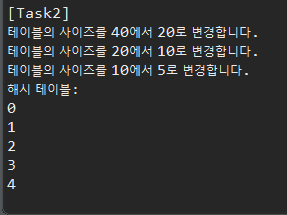 [Task2]
테이블의 사이즈를 40에서 20로 변경합니다.
테이블의 사이즈를 20에서 10로 변경합니다.
테이블의 사이즈를 10에서 5로 변경합니다.
해시 테이블:
0
1
2
3
4